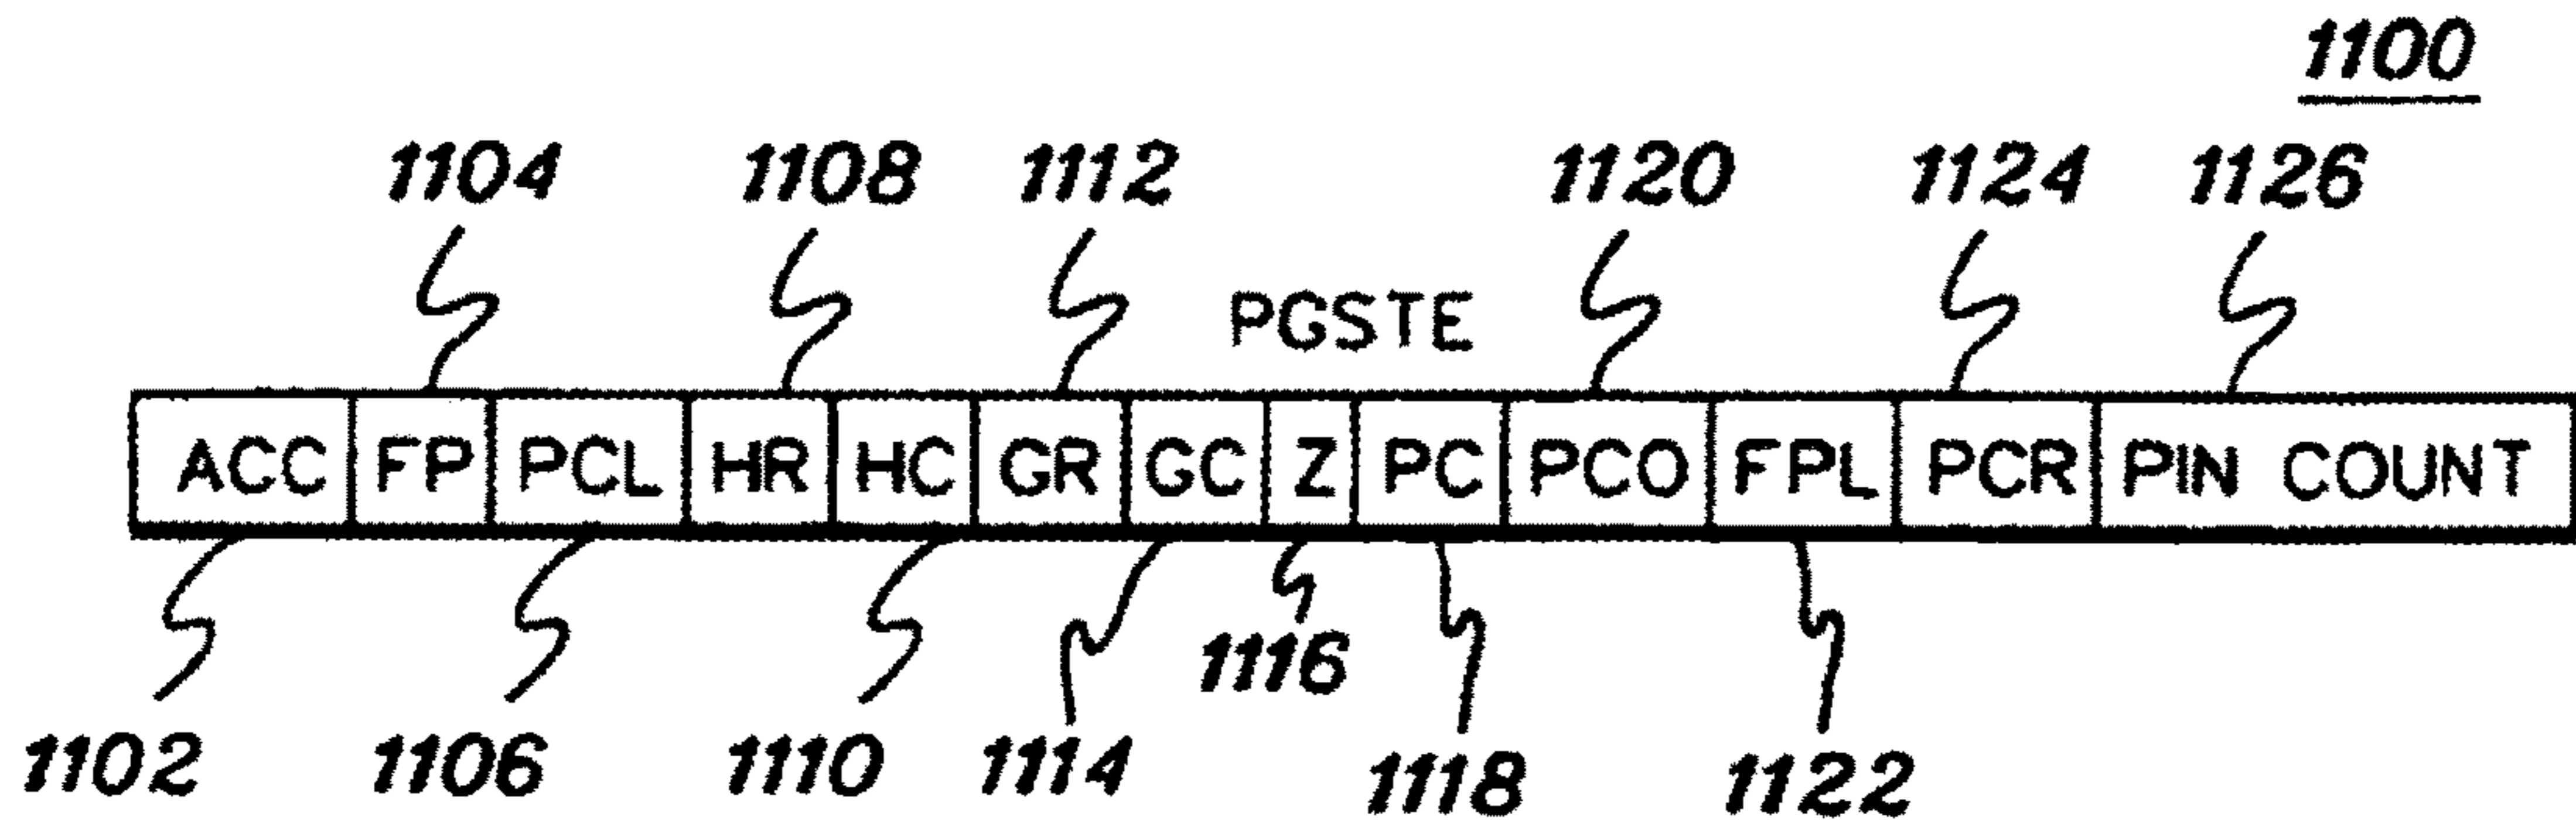 1100
1104 1108 1112 1120 1124 1126
PGSTE
ACC FP PCL HR HC GR GC Z PC PCO FPL PCR PIN COUNT
1116
1102 1106 1110 1114 1118 1122